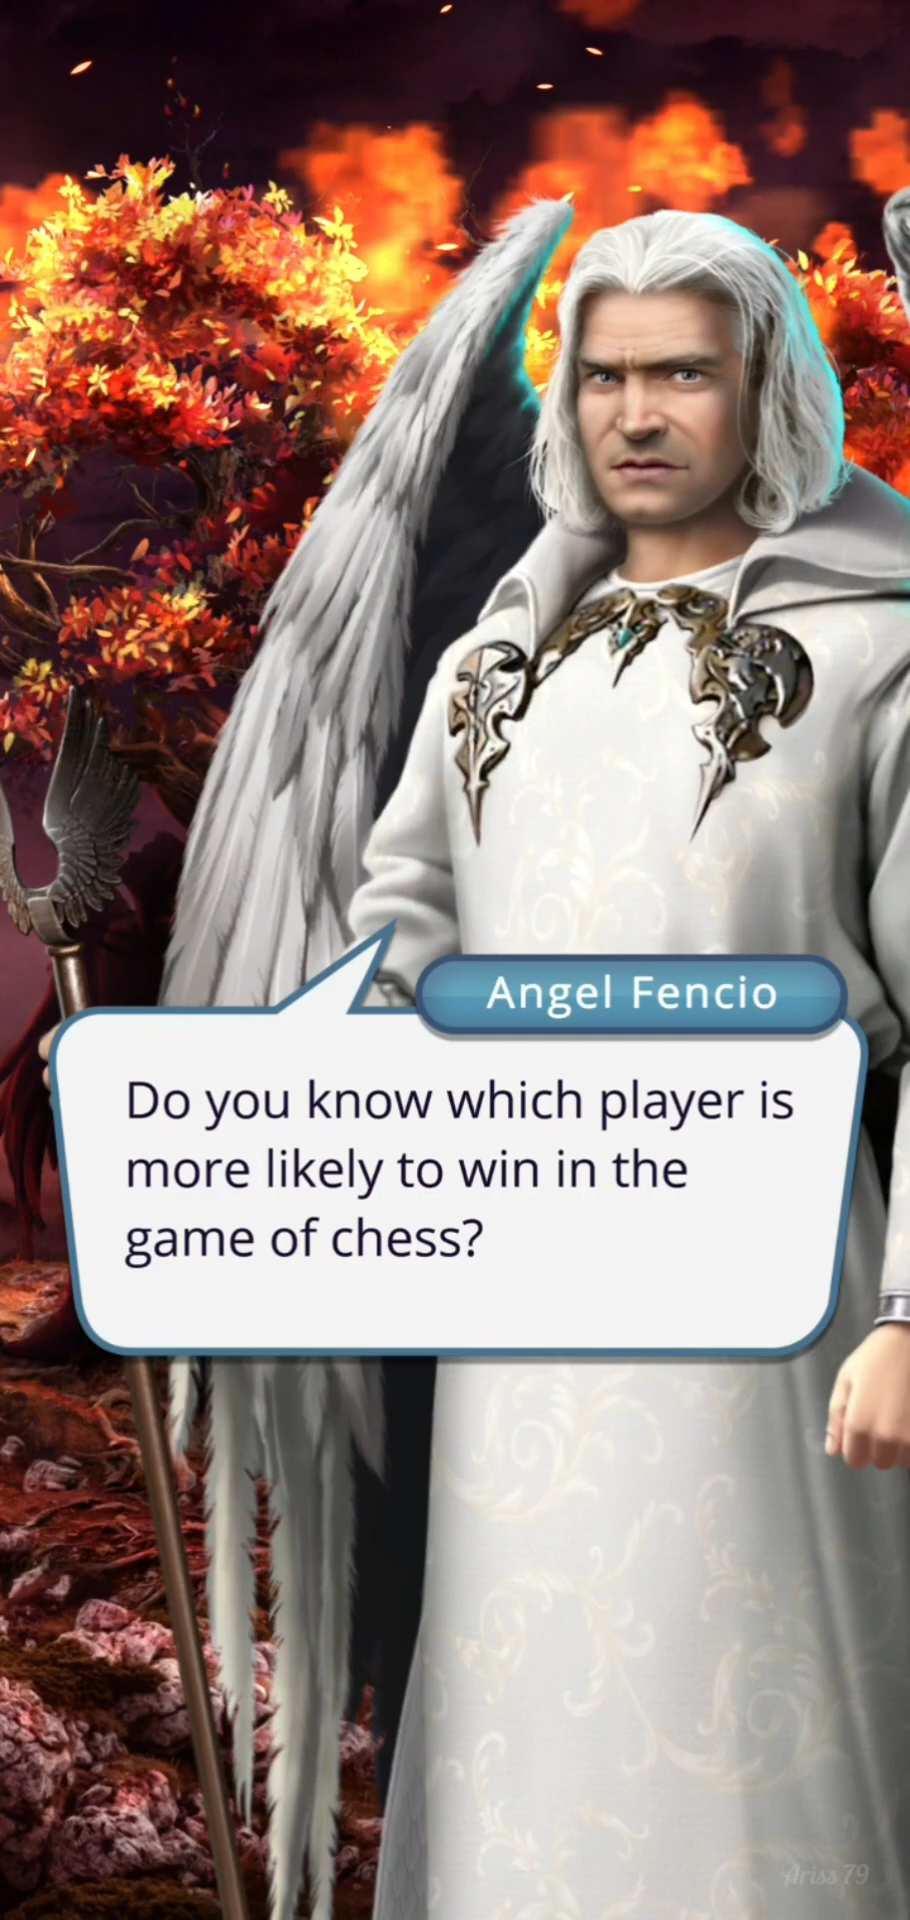 Angel Fencio
Do you know which player is
more likely to win in the
game of chess?
Ariss 79